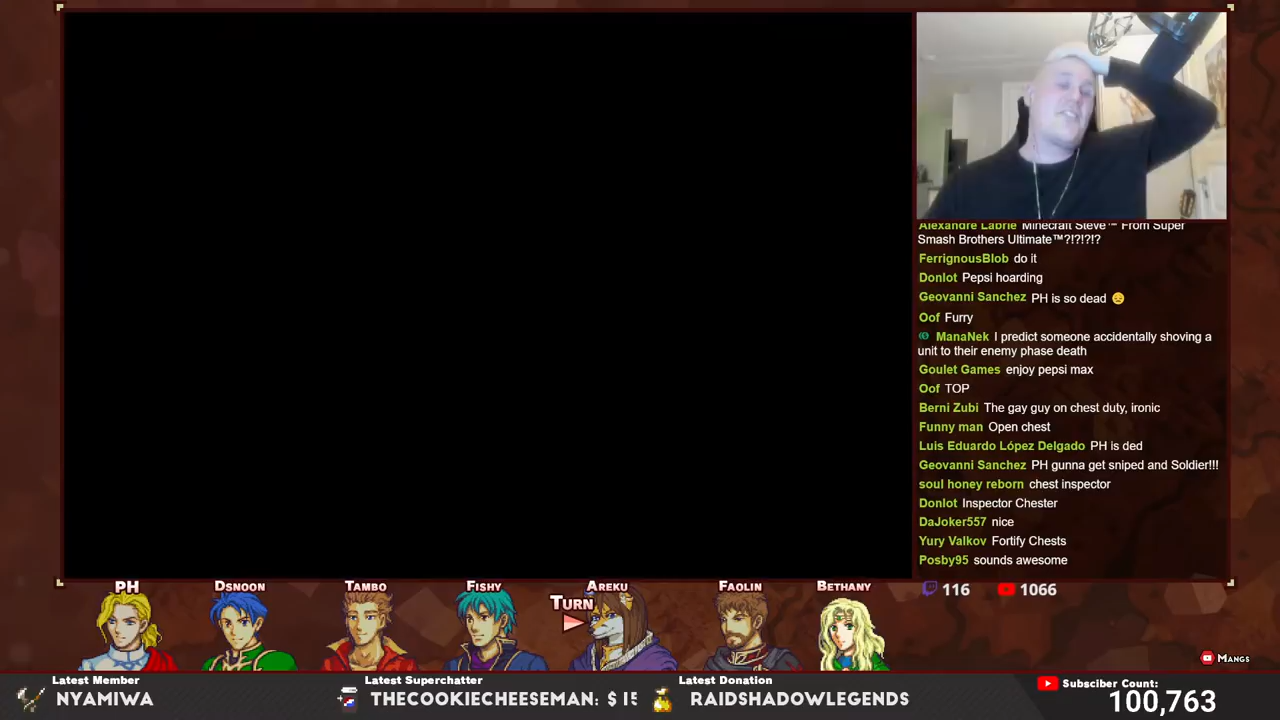 Alexandre Labrie Minecraft Steve™ From Super
Smash Brothers Ultimate™?!?!?!?
FerrignousBlob do it
Donlot Pepsi hoarding
Geovanni Sanchez PH is so dead 😔
Oof Furry
ManaNek I predict someone accidentally shoving a
unit to their enemy phase death
Goulet Games enjoy pepsi max
Oof TOP
Berni Zubi The gay guy on chest duty, ironic
Funny man Open chest
Luis Eduardo López Delgado PH is ded
Geovanni Sanchez PH gunna get sniped and Soldier!!!
soul honey reborn chest inspector
Donlot Inspector Chester
DaJoker557 nice
Yury Valkov Fortify Chests
Posby95 sounds awesome
PH Dsnoon Tambo Fishy Areku Faolin Bethany
116 1066
Turn
Mangs
Latest Member
NYAMIWA
Latest Superchatter
THECOOKIECHEESEMAN: $ 15
Latest Donation
RAIDSHADOWLEGENDS
Subsciber Count:
100,763